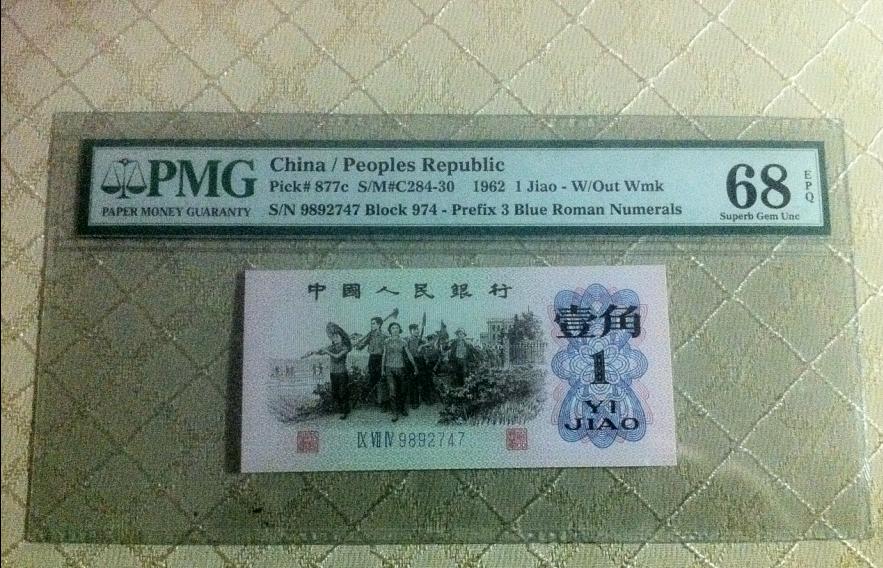 PMG
PAPER MONEY GUARANTY
China / Peoples Republic
Pick# 877c S/M#C284-30 1962 1 Jiao - W/Out Wmk
S/N 9892747 Block 974 - Prefix 3 Blue Roman Numerals
68
EPQ
Superb Gem Unc
中國人民銀行
壹角
1
YI
JIAO
IX VII IV 9892747